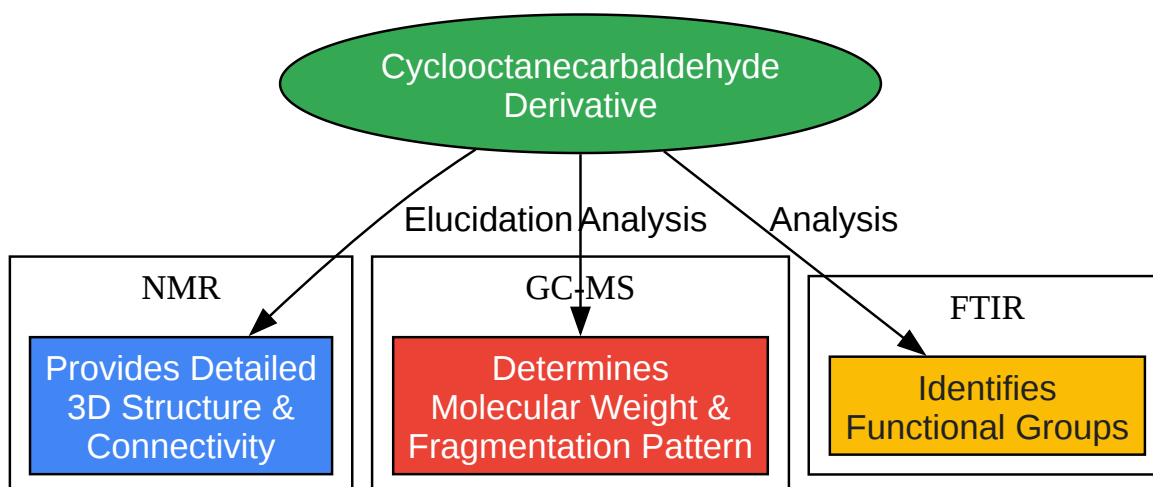 Cyclooctanecarbaldehyde
Derivative
Elucidation
Analysis
Analysis
NMR
Provides Detailed
3D Structure &
Connectivity
GC-MS
Determines
Molecular Weight &
Fragmentation Pattern
FTIR
Identifies
Functional Groups